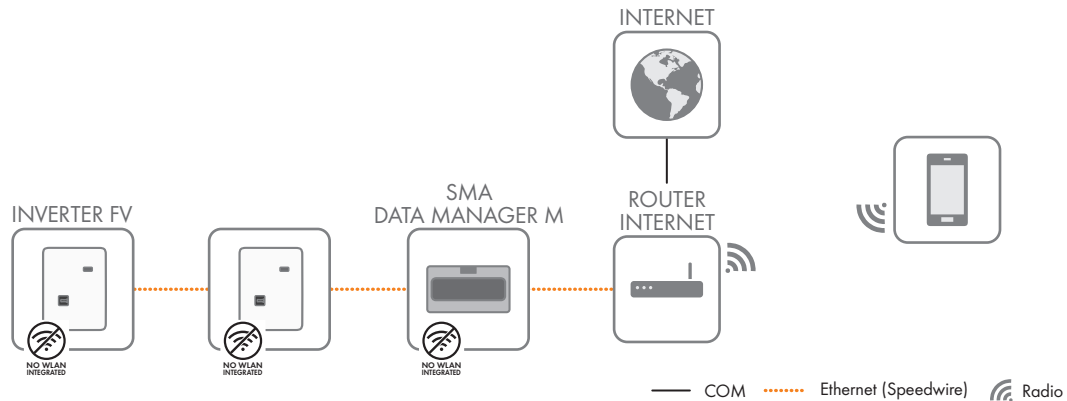 INTERNET
INVERTER FV
SMA
DATA MANAGER M
ROUTER
INTERNET
NO WLAN
INTEGRATED
NO WLAN
INTEGRATED
NO WLAN
INTEGRATED
COM
Ethernet (Speedwire)
Radio